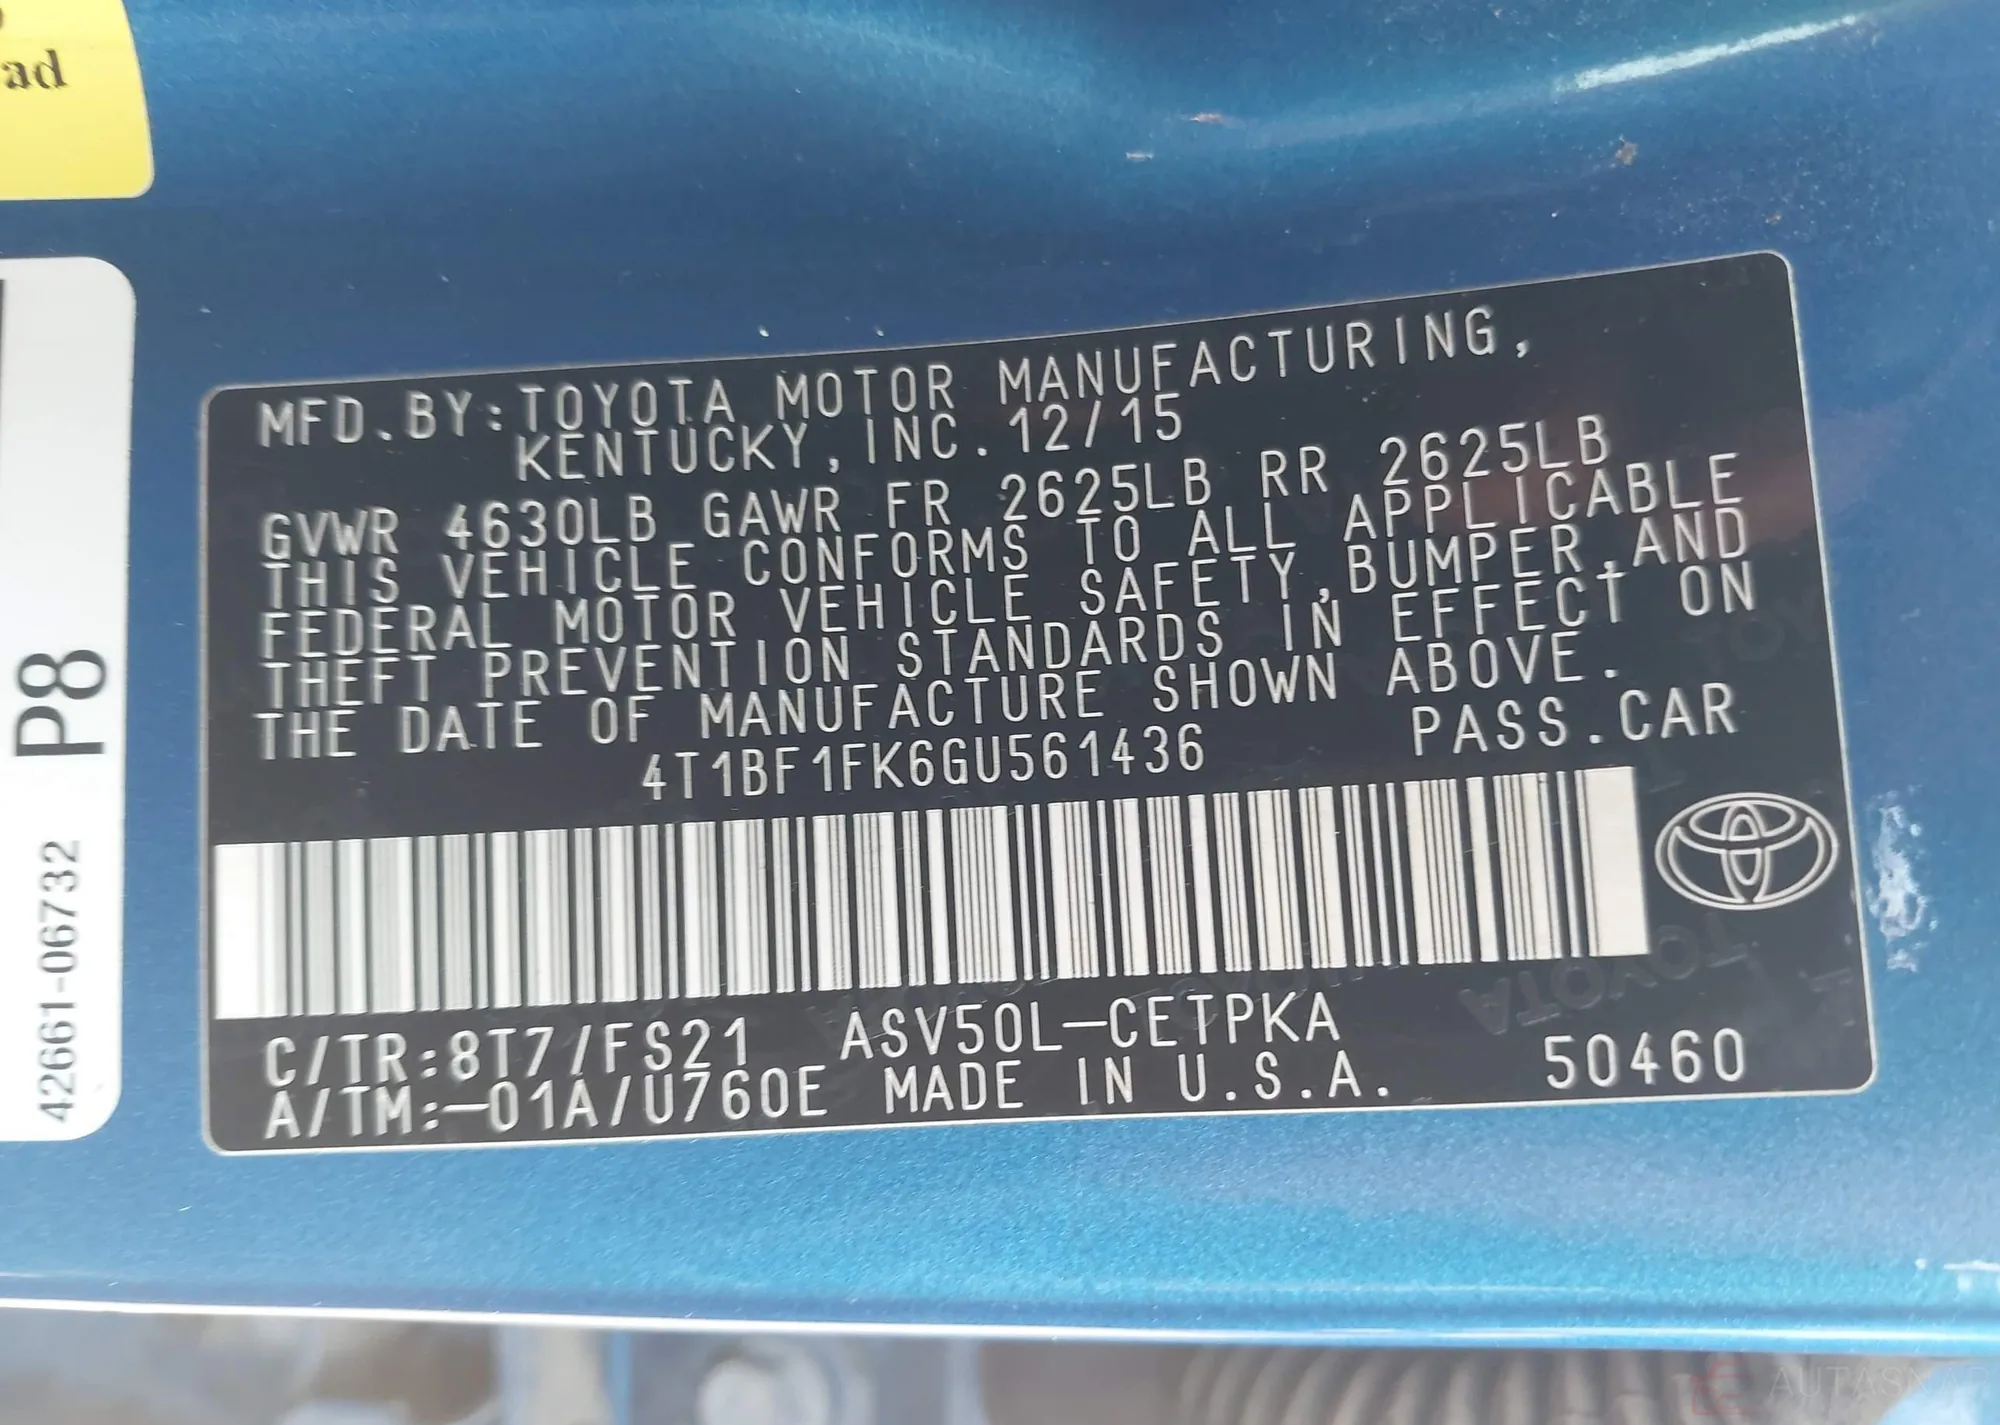 ad
P8
42661-06732
MFD.BY:TOYOTA MOTOR MANUFACTURING,
KENTUCKY,INC.12/15
GVWR 4630LB GAWR FR 2625LB RR 2625LB
THIS VEHICLE CONFORMS TO ALL APPLICABLE
FEDERAL MOTOR VEHICLE SAFETY,BUMPER,AND
THEFT PREVENTION STANDARDS IN EFFECT ON
THE DATE OF MANUFACTURE SHOWN ABOVE.
4T1BF1FK6GU561436 PASS.CAR
C/TR:8T7/FS21 ASV50L-CETPKA
A/TM:-01A/U760E MADE IN U.S.A. 50460
TOYOTA